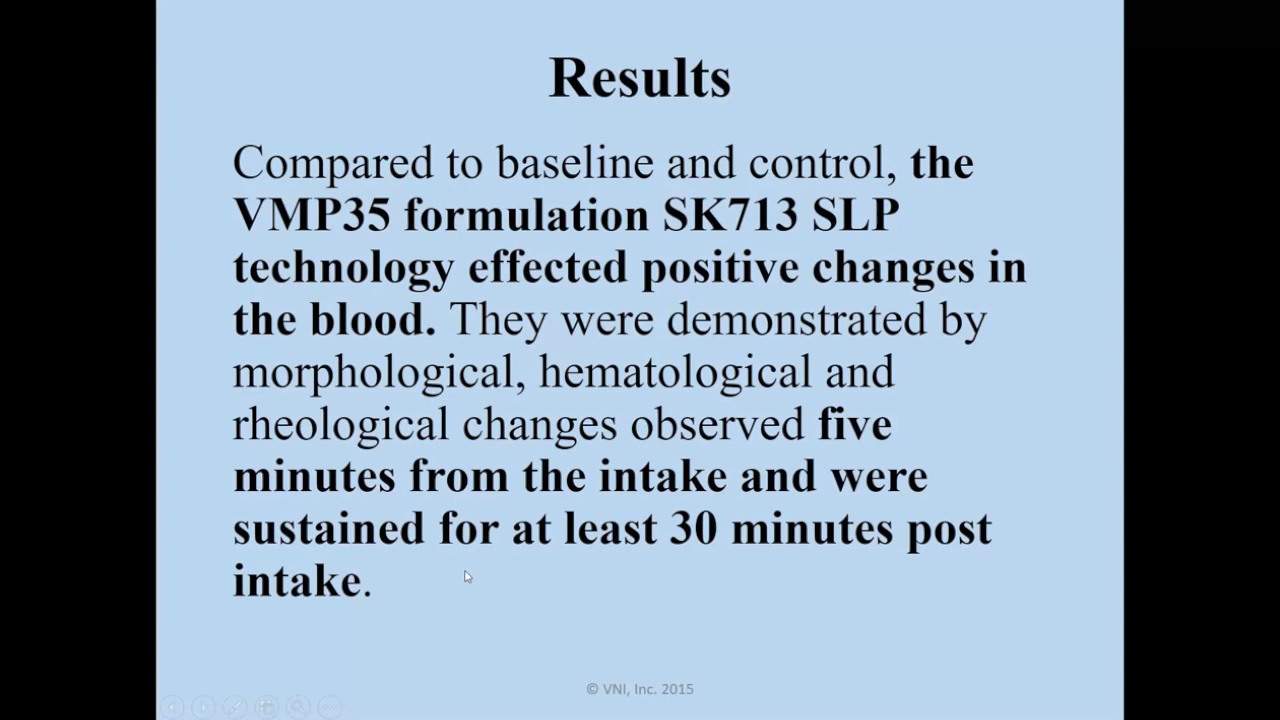 Results
Compared to baseline and control, the
VMP35 formulation SK713 SLP
technology effected positive changes in
the blood. They were demonstrated by
morphological, hematological and
rheological changes observed five
minutes from the intake and were
sustained for at least 30 minutes post
intake.
© VNI, Inc. 2015